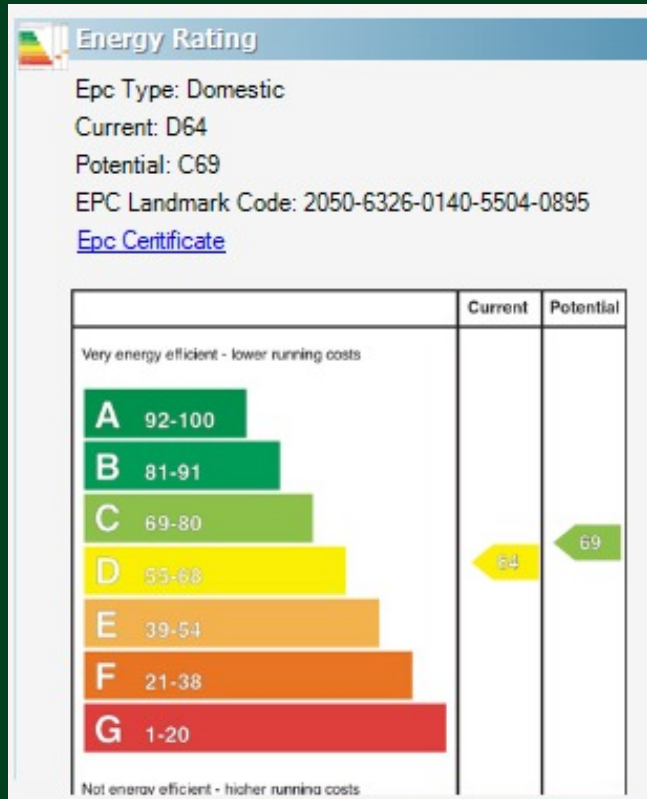 Energy Rating
Epc Type: Domestic
Current: D64
Potential: C69
EPC Landmark Code: 2050-6326-0140-5504-0895
Epc Ceritificate
Current Potential
Very energy efficient - lower running costs
A 92-100
B 81-91
C 69-80
D 55-68
E 39-54
F 21-38
G 1-20
64
69
Not energy efficient - higher running costs